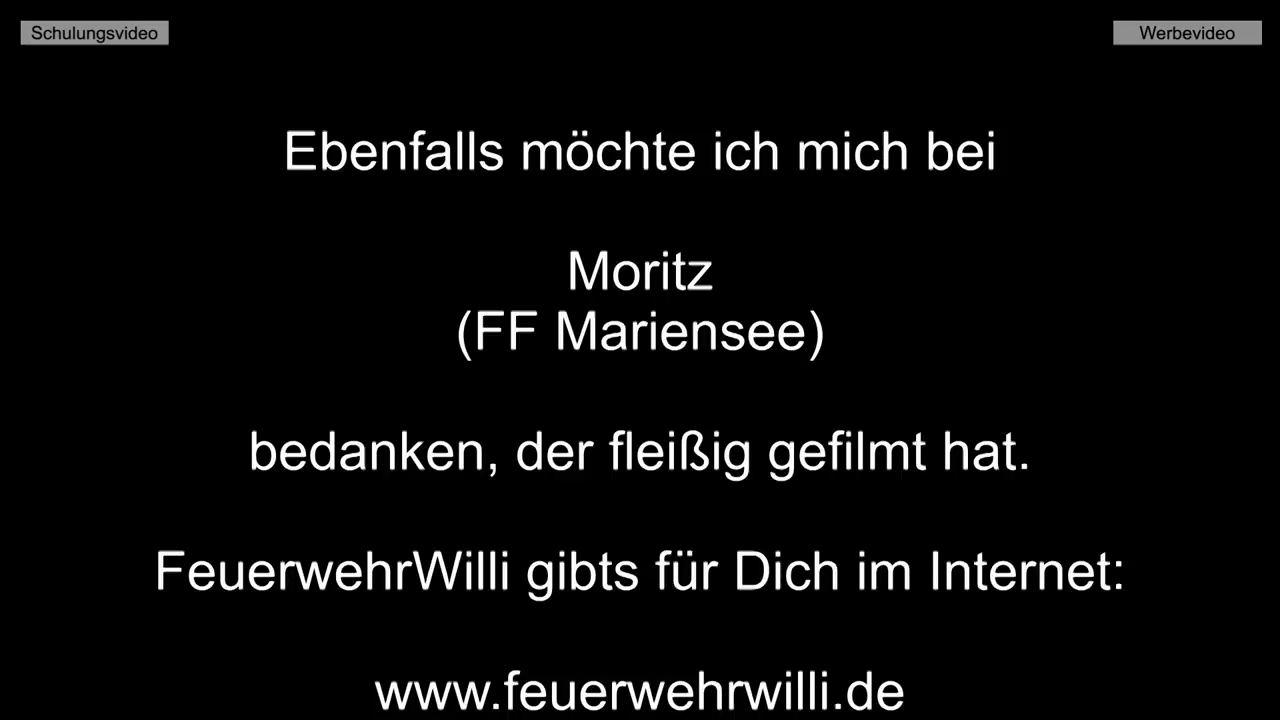 Schulungsvideo
Werbevideo
Ebenfalls möchte ich mich bei
Moritz
(FF Mariensee)
bedanken, der fleißig gefilmt hat.
FeuerwehrWilli gibts für Dich im Internet:
www.feuerwehrwilli.de